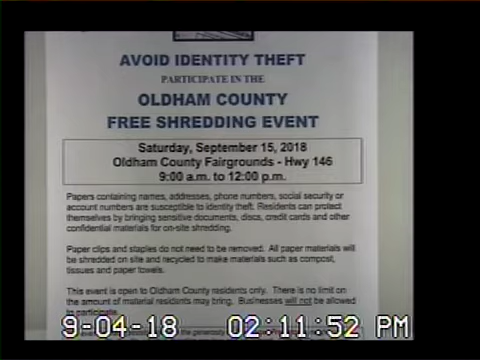 AVOID IDENTITY THEFT
PARTICIPATE IN THE
OLDHAM COUNTY
FREE SHREDDING EVENT
Saturday, September 15, 2018
Oldham County Fairgrounds - Hwy 146
9:00 a.m. to 12:00 p.m.
Papers containing names, addresses, phone numbers, social security or
account numbers are susceptible to identity theft. Residents can protect
themselves by bringing sensitive documents, discs, credit cards and other
confidential materials for on-site shredding.
Paper clips and staples do not need to be removed. All paper materials will
be shredded on site and recycled to make materials such as compost,
tissues and paper towels.
This event is open to Oldham County residents only. There is no limit on
the amount of material residents may bring. Businesses will not be allowed
to participate.
9-04-18 02:11:52 PM